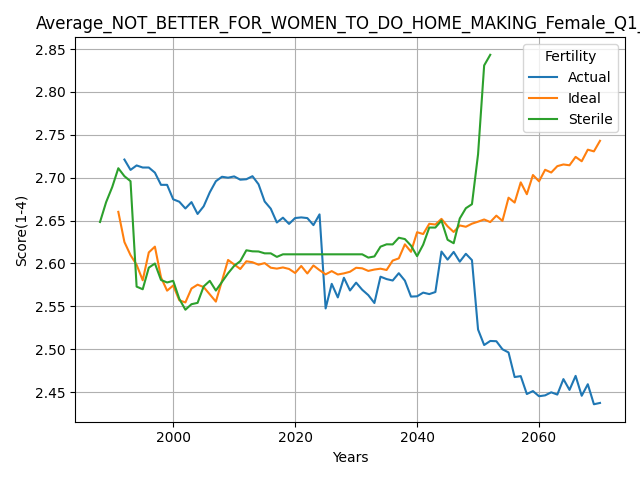 Average_NOT_BETTER_FOR_WOMEN_TO_DO_HOME_MAKING_Female_Q1_
2.85
2.80
2.75
2.70
2.65
2.60
2.55
2.50
2.45
Score(1-4)
Fertility
Actual
Ideal
Sterile
2000
2020
2040
2060
Years